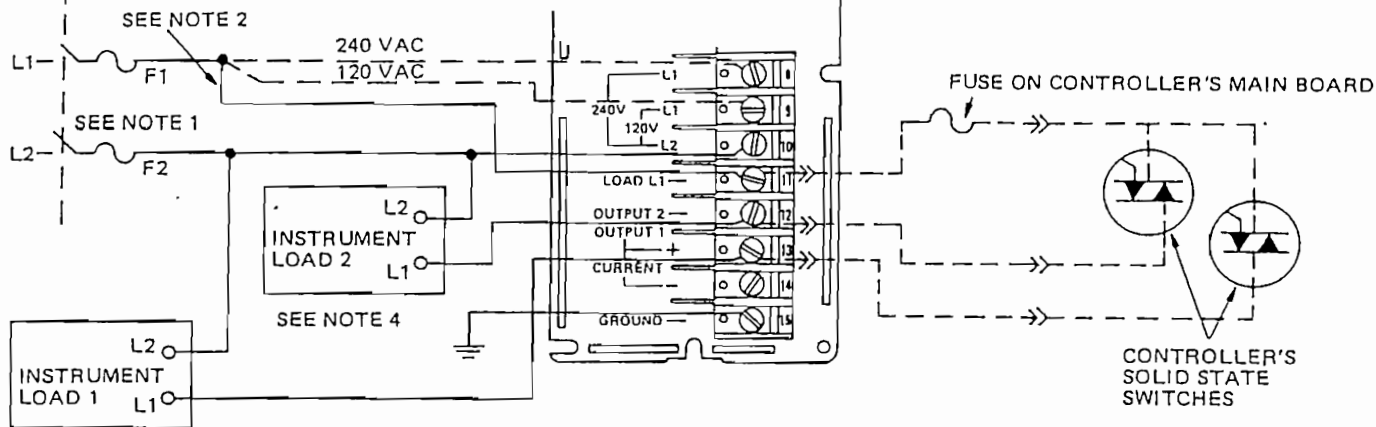 SEE NOTE 2
L1
F1
240 VAC
120 VAC
SEE NOTE 1
L2
F2
L1
8
240V
L1
9
120V
L2
10
LOAD L1
11
OUTPUT 2
12
OUTPUT 1
+
13
CURRENT
-
14
GROUND
15
FUSE ON CONTROLLER'S MAIN BOARD
INSTRUMENT
LOAD 2
L2
L1
SEE NOTE 4
INSTRUMENT
LOAD 1
L2
L1
CONTROLLER'S
SOLID STATE
SWITCHES